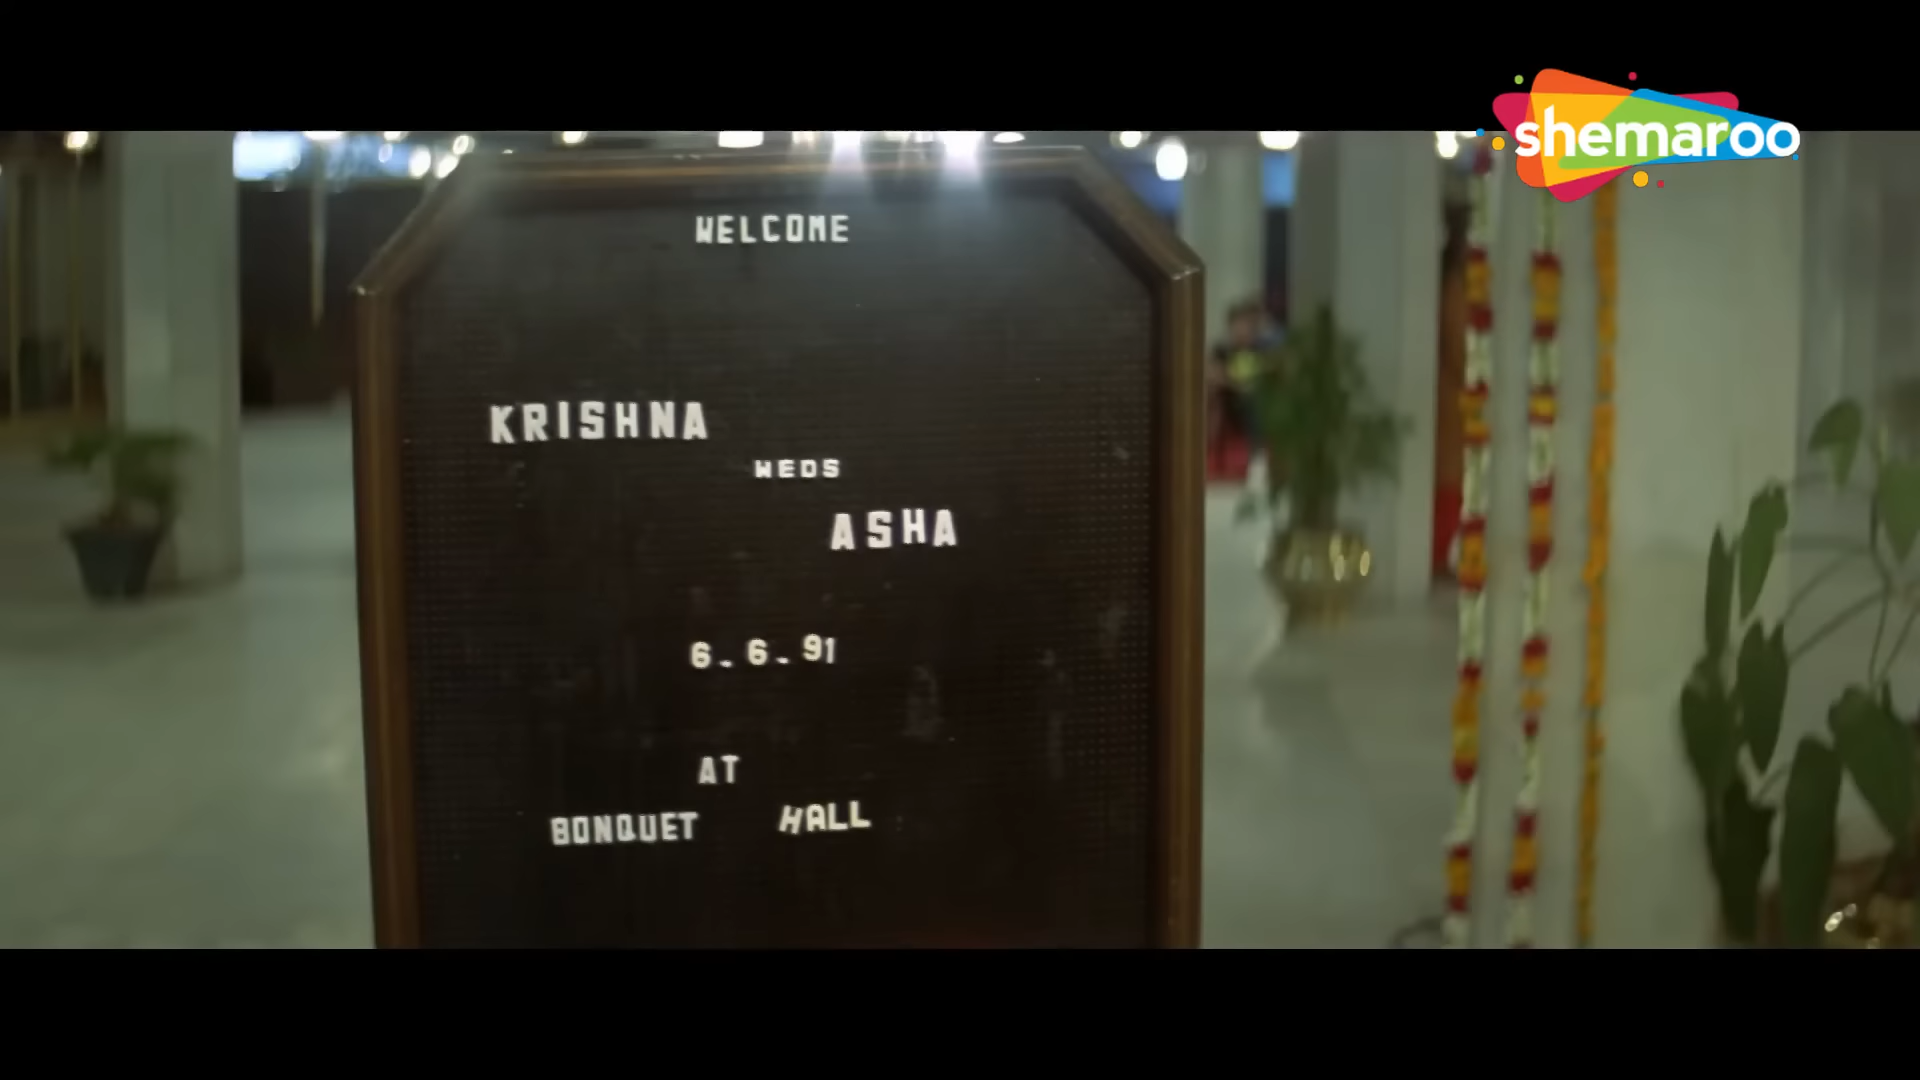 shemaroo
WELCOME
KRISHNA
WEDS
ASHA
6-6-91
AT
BONQUET HALL